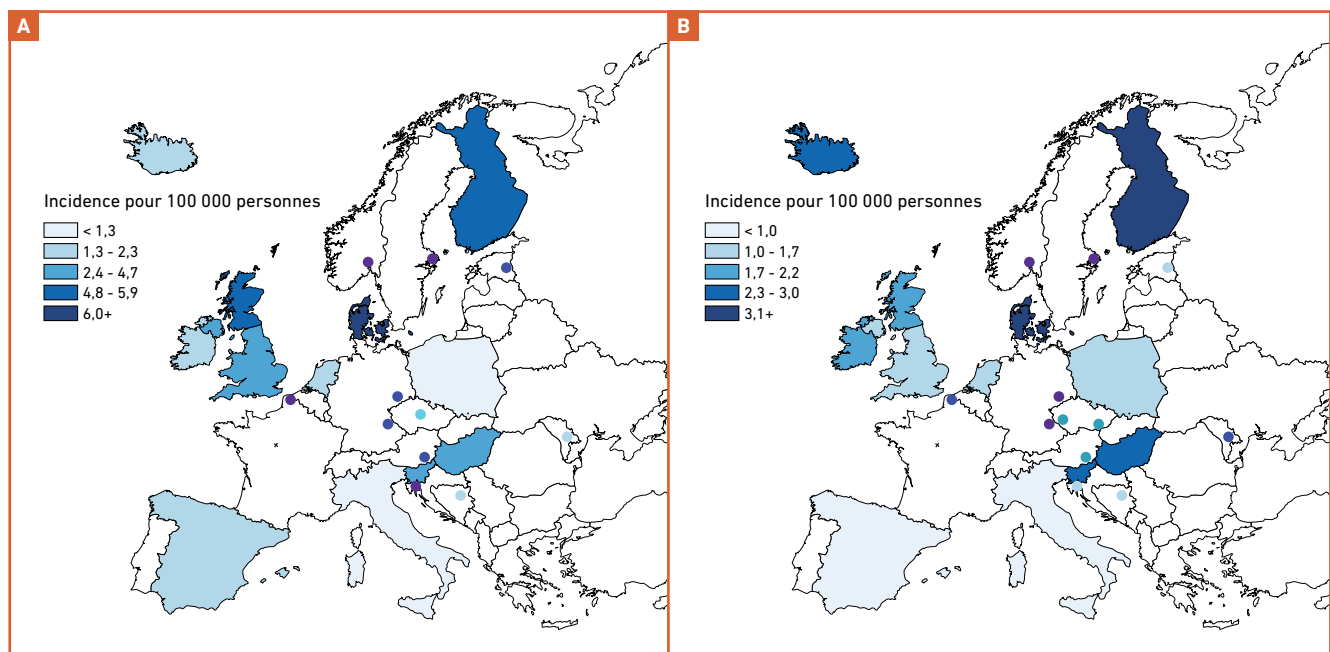 A
Incidence pour 100 000 personnes
< 1,3
1,3 - 2,3
2,4 - 4,7
4,8 - 5,9
6,0+
B
Incidence pour 100 000 personnes
< 1,0
1,0 - 1,7
1,7 - 2,2
2,3 - 3,0
3,1+